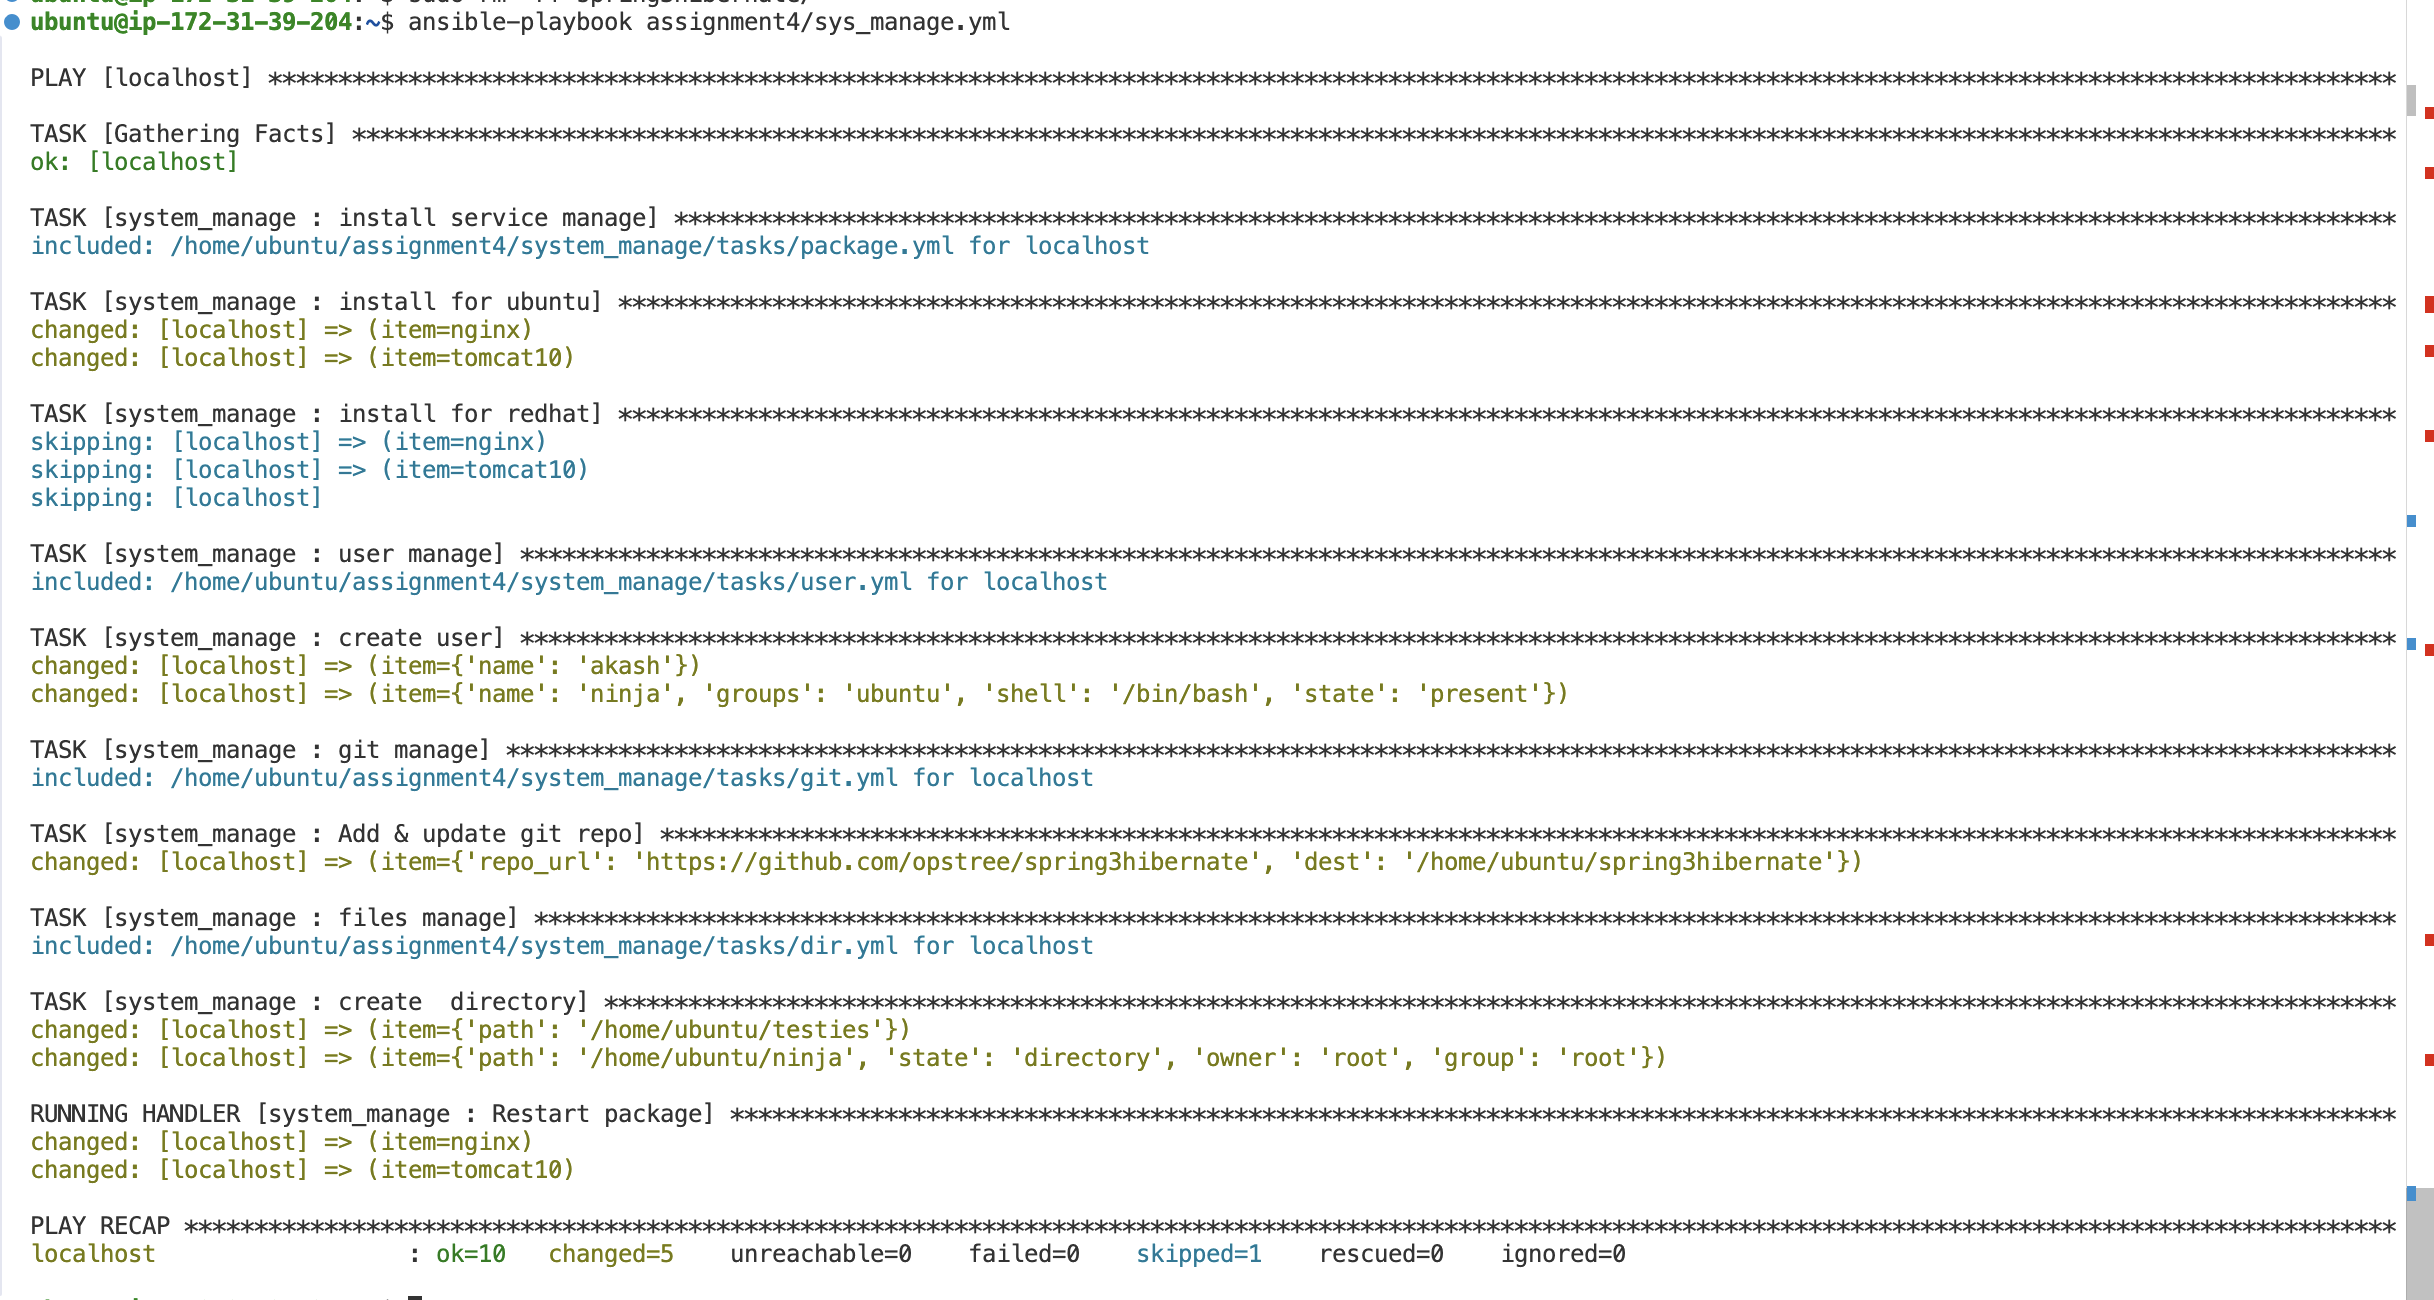 ubuntu@ip-172-31-39-204:~$ sudo rm -rf spring3hibernate/
ubuntu@ip-172-31-39-204:~$ ansible-playbook assignment4/sys_manage.yml
PLAY [localhost] ********************************************************************************************************************************************************
TASK [Gathering Facts] **************************************************************************************************************************************************
ok: [localhost]
TASK [system_manage : install service manage] ***************************************************************************************************************************
included: /home/ubuntu/assignment4/system_manage/tasks/package.yml for localhost
TASK [system_manage : install for ubuntu] *******************************************************************************************************************************
changed: [localhost] => (item=nginx)
changed: [localhost] => (item=tomcat10)
TASK [system_manage : install for redhat] *******************************************************************************************************************************
skipping: [localhost] => (item=nginx)
skipping: [localhost] => (item=tomcat10)
skipping: [localhost]
TASK [system_manage : user manage] **************************************************************************************************************************************
included: /home/ubuntu/assignment4/system_manage/tasks/user.yml for localhost
TASK [system_manage : create user] **************************************************************************************************************************************
changed: [localhost] => (item={'name': 'akash'})
changed: [localhost] => (item={'name': 'ninja', 'groups': 'ubuntu', 'shell': '/bin/bash', 'state': 'present'})
TASK [system_manage : git manage] ***************************************************************************************************************************************
included: /home/ubuntu/assignment4/system_manage/tasks/git.yml for localhost
TASK [system_manage : Add & update git repo] ****************************************************************************************************************************
changed: [localhost] => (item={'repo_url': 'https://github.com/opstree/spring3hibernate', 'dest': '/home/ubuntu/spring3hibernate'})
TASK [system_manage : files manage] *************************************************************************************************************************************
included: /home/ubuntu/assignment4/system_manage/tasks/dir.yml for localhost
TASK [system_manage : create  directory] ********************************************************************************************************************************
changed: [localhost] => (item={'path': '/home/ubuntu/testies'})
changed: [localhost] => (item={'path': '/home/ubuntu/ninja', 'state': 'directory', 'owner': 'root', 'group': 'root'})
RUNNING HANDLER [system_manage : Restart package] ***********************************************************************************************************************
changed: [localhost] => (item=nginx)
changed: [localhost] => (item=tomcat10)
PLAY RECAP **************************************************************************************************************************************************************
localhost                  : ok=10   changed=5    unreachable=0    failed=0    skipped=1    rescued=0    ignored=0